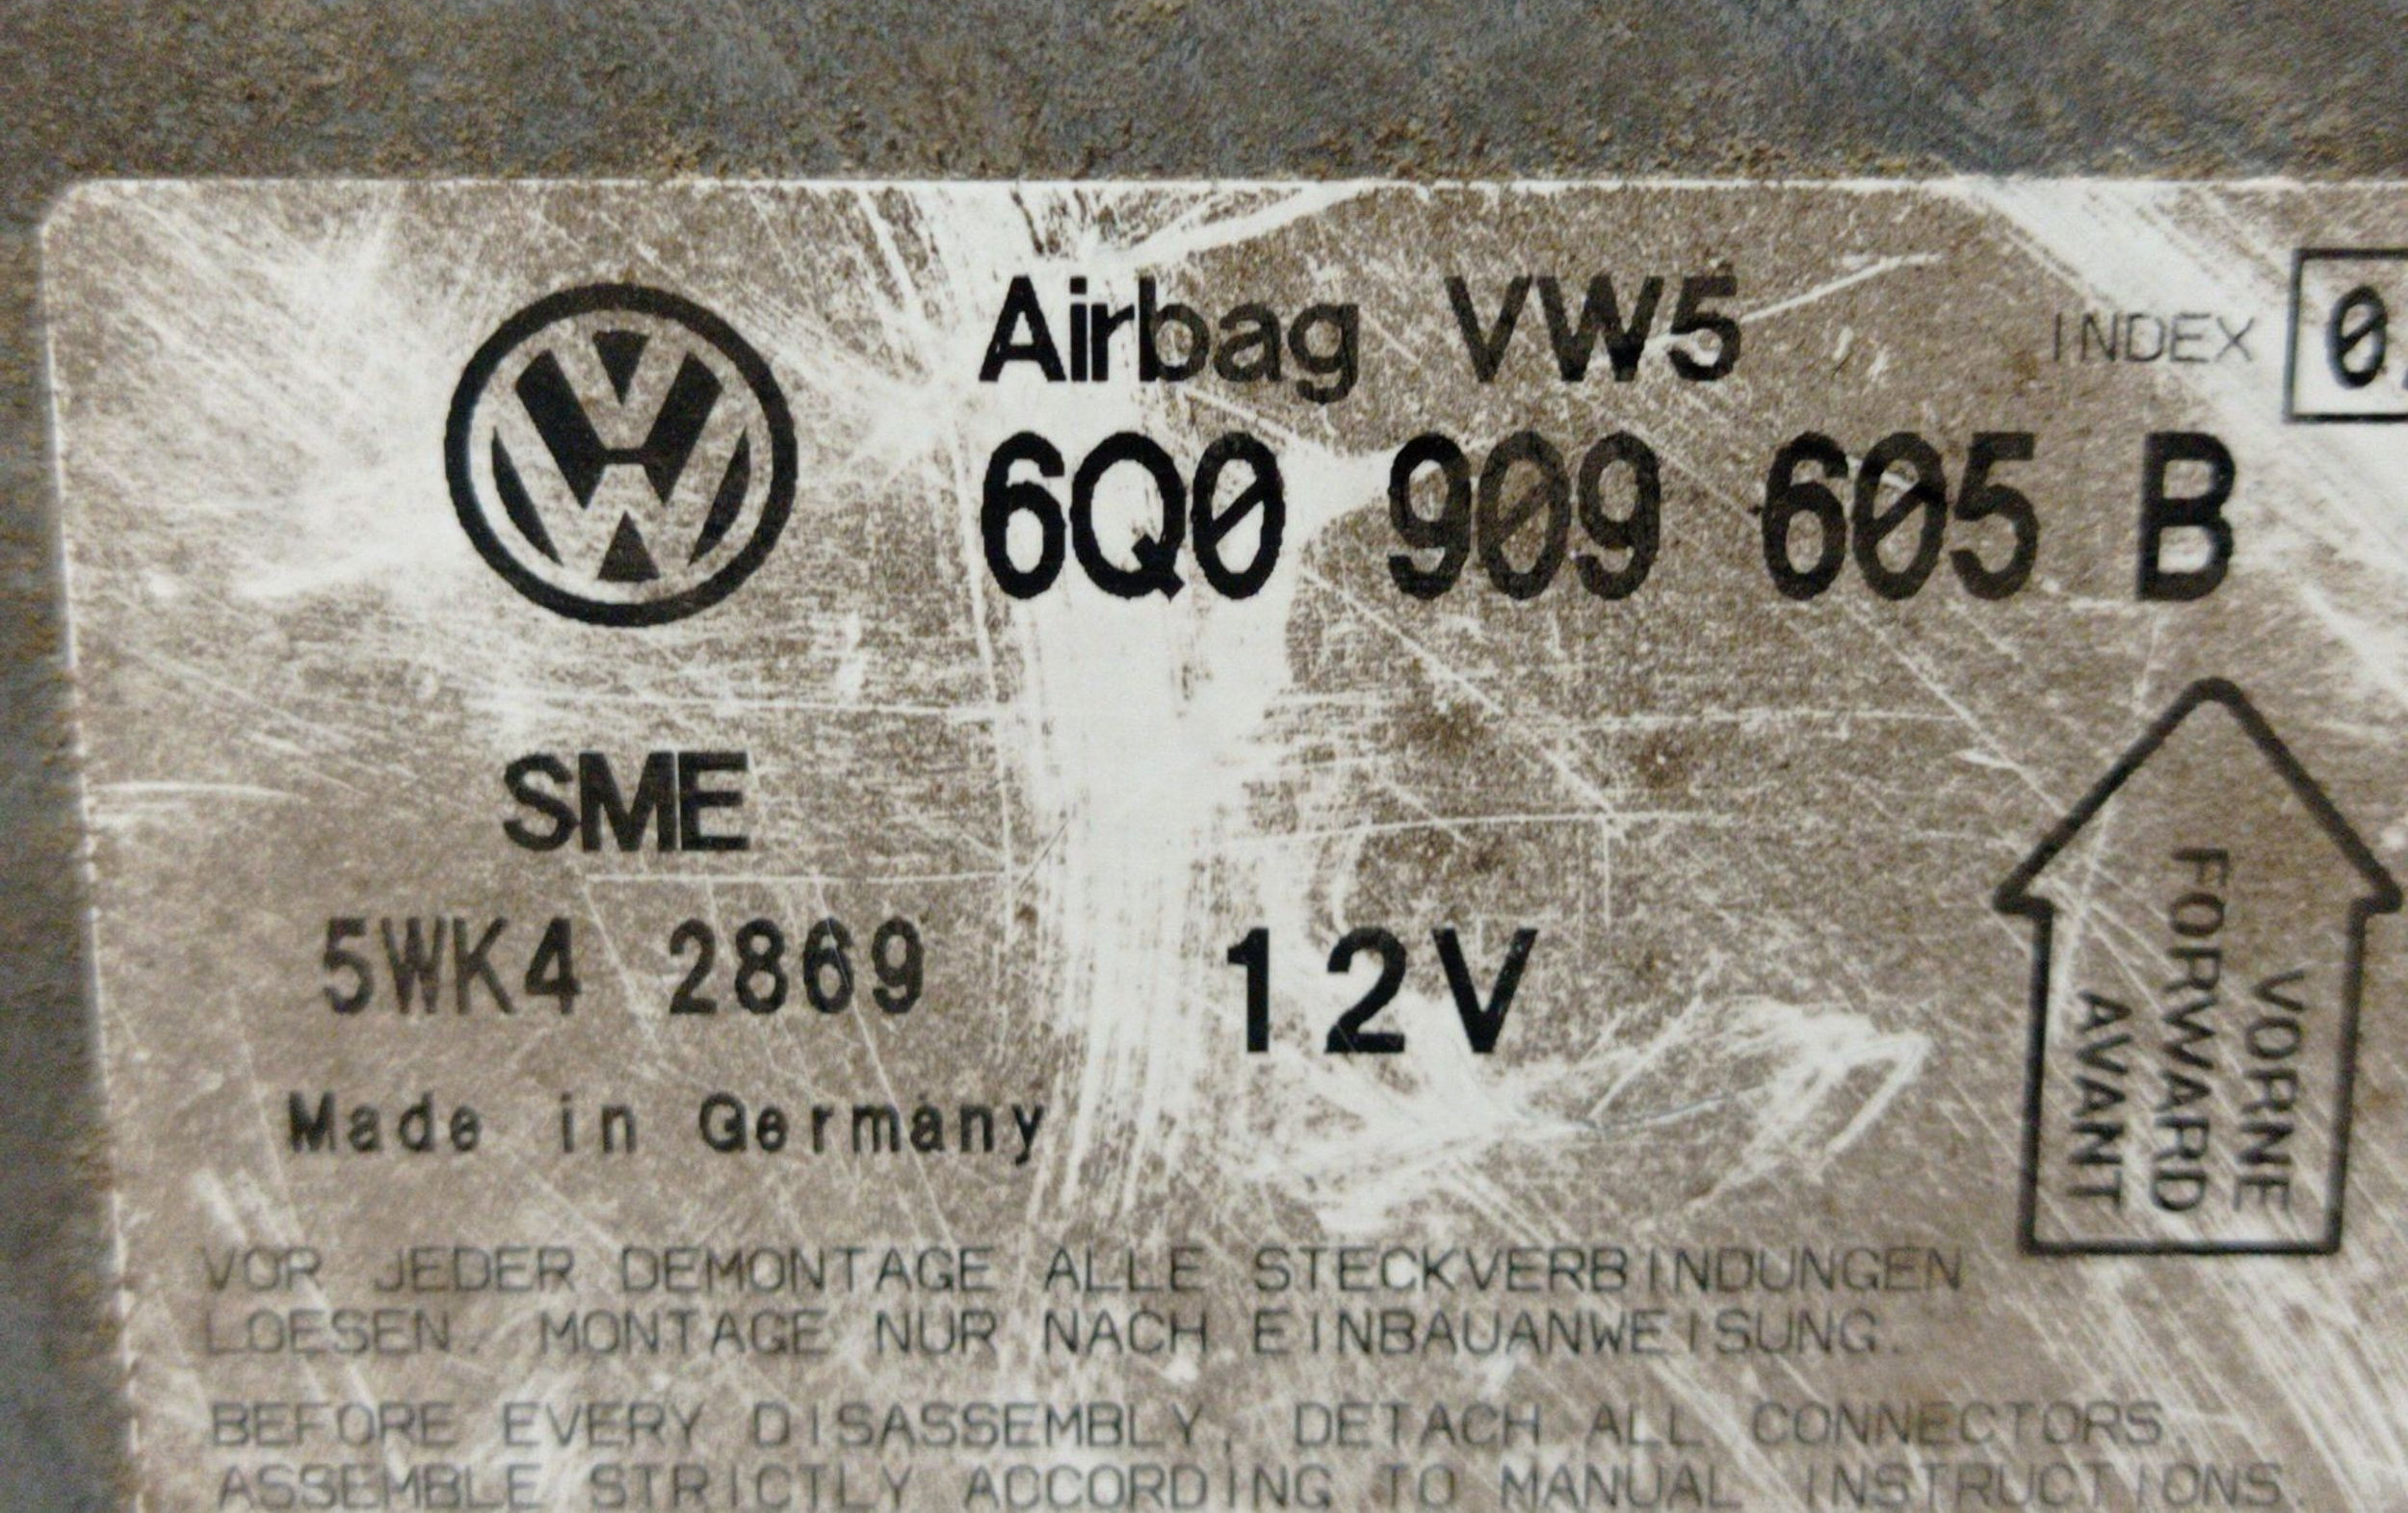 Airbag VW5
INDEX 0
6Q0 909 605 B
SME
5WK4 2869
12V
Made in Germany
VORNE
FORWARD
AVANT
VOR JEDER DEMONTAGE ALLE STECKVERBINDUNGEN
LOESEN. MONTAGE NUR NACH EINBAUANWEISUNG.
BEFORE EVERY DISASSEMBLY, DETACH ALL CONNECTORS.
ASSEMBLE STRICTLY ACCORDING TO MANUAL INSTRUCTIONS.